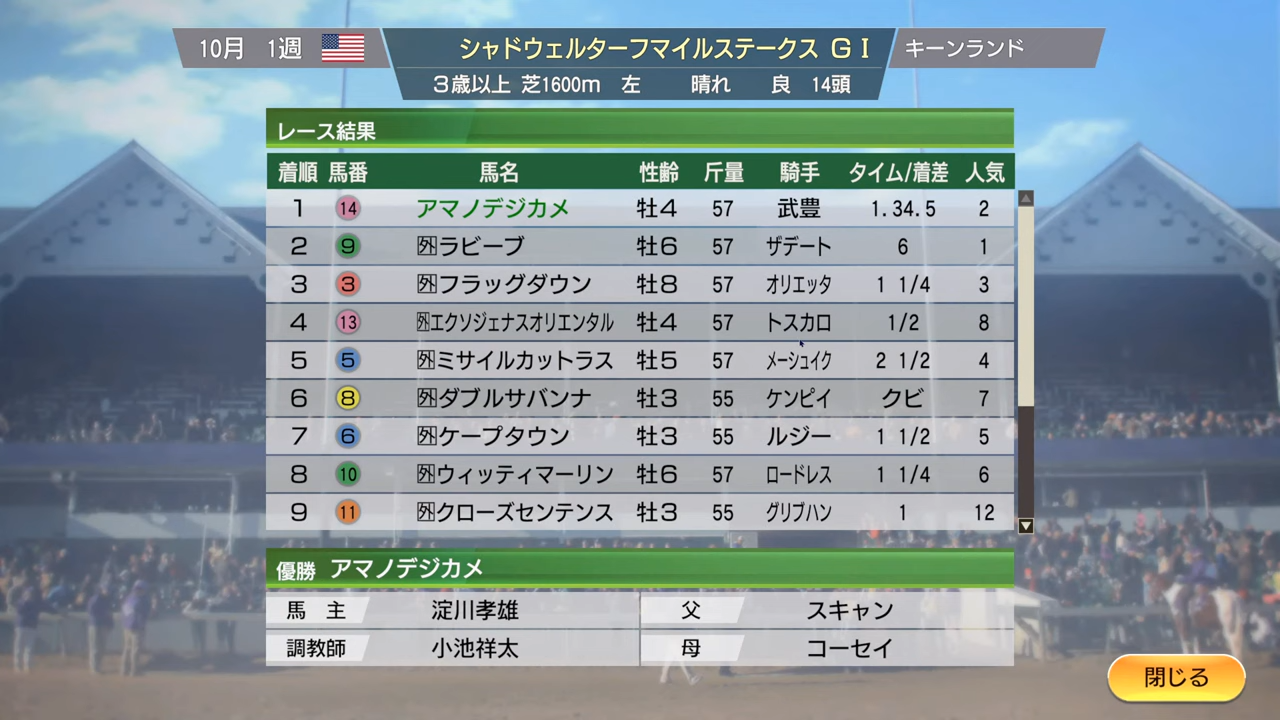 10月 1週 シャドウェルターフマイルステークス GⅠ キーンランド
3歳以上 芝1600m 左 晴れ 良 14頭
レース結果
着順 馬番 馬名 性齢 斤量 騎手 タイム/着差 人気
1 14 アマノデジカメ 牡4 57 武豊 1.34.5 2
2 9 外ラビーブ 牡6 57 ザデート 6 1
3 3 外フラッグダウン 牡8 57 オリエッタ 1 1/4 3
4 13 外エクソジェナスオリエンタル 牡4 57 トスカロ 1/2 8
5 5 外ミサイルカットラス 牡5 57 メーシュイク 2 1/2 4
6 8 外ダブルサバンナ 牡3 55 ケンピイ クビ 7
7 6 外ケープタウン 牡3 55 ルジー 1 1/2 5
8 10 外ウィッティマーリン 牡6 57 ロードレス 1 1/4 6
9 11 外クローズセンテンス 牡3 55 グリブハン 1 12
優勝 アマノデジカメ
馬主 淀川孝雄 父 スキャン
調教師 小池祥太 母 コーセイ
閉じる